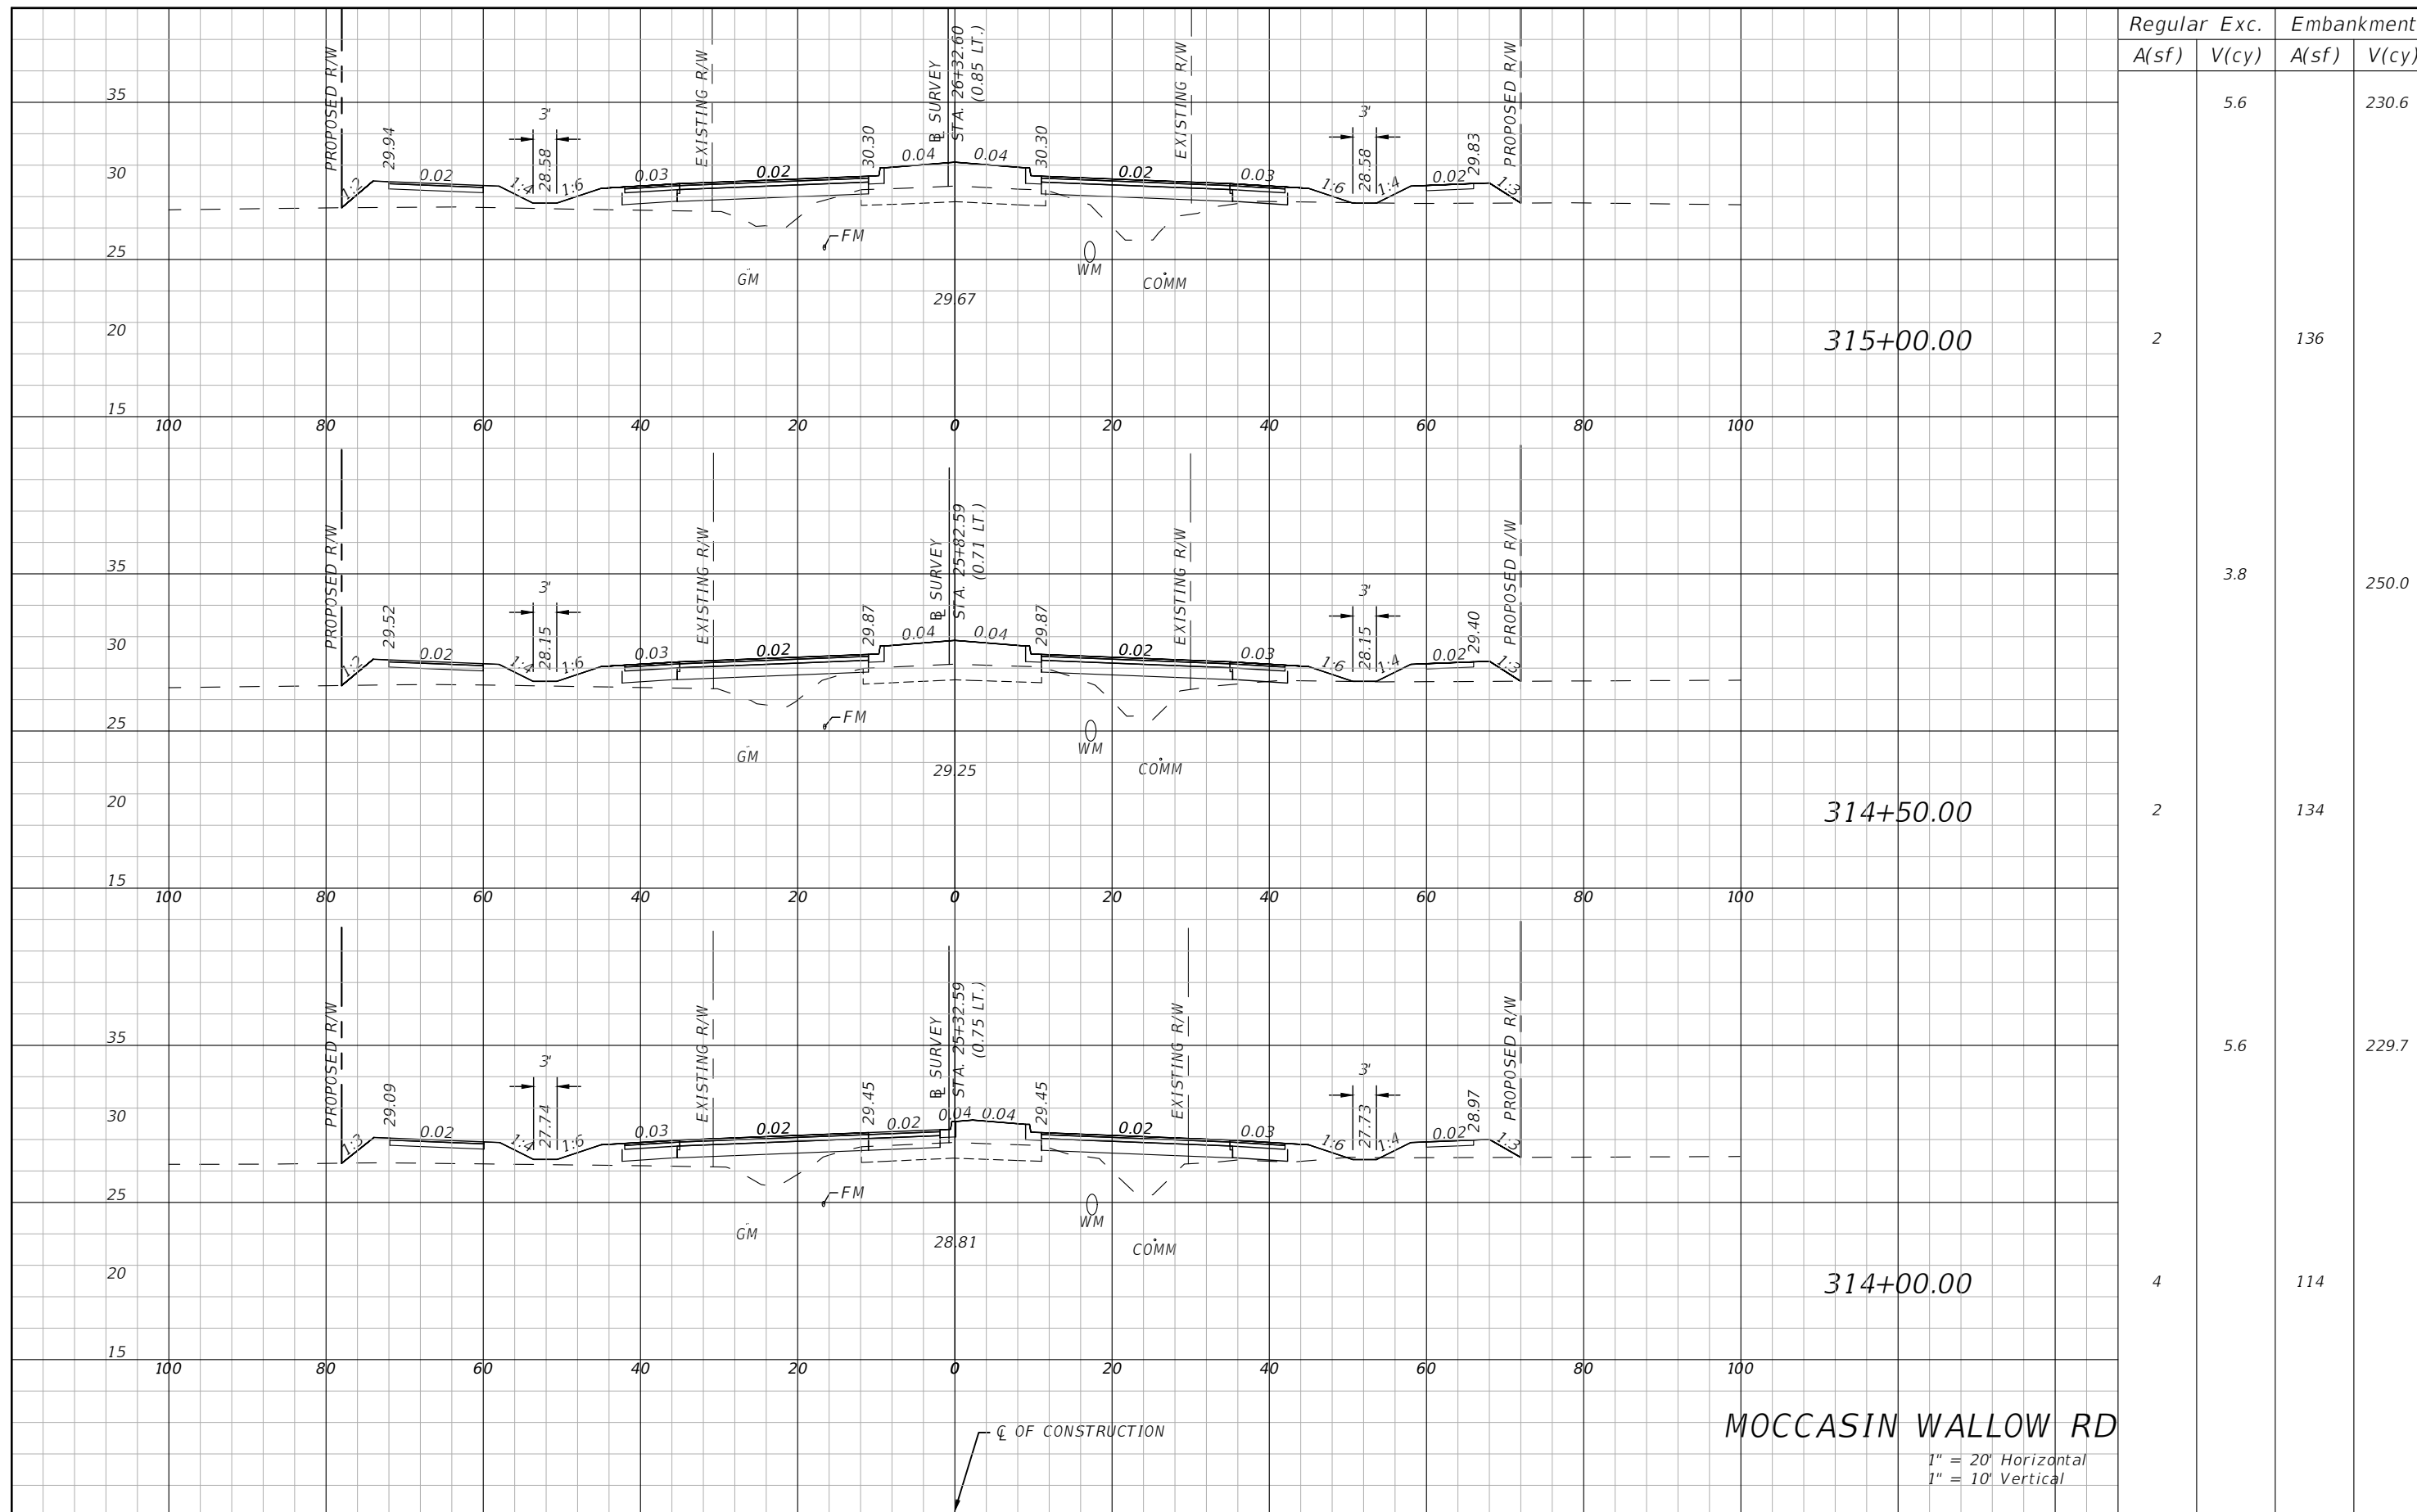 Regular Exc. Embankment
A(sf) V(cy) A(sf) V(cy)
5.6 230.6
PROPOSED R/W
EXISTING R/W
BL SURVEY
STA. 26+32.60
(0.85 LT.)
EXISTING R/W
PROPOSED R/W
35
30
25
20
15
29.94 0.02 1:2 1:4 3' 28.58 1:6 0.03 0.02 30.30 0.04 0.04 30.30 0.02 0.03 1:6 3' 28.58 1:4 0.02 29.83 1:3
FM
GM
WM
COMM
29.67
315+00.00 2 136
100 80 60 40 20 0 20 40 60 80 100
3.8 250.0
PROPOSED R/W
EXISTING R/W
BL SURVEY
STA. 25+82.59
(0.71 LT.)
EXISTING R/W
PROPOSED R/W
35
30
25
20
15
29.52 0.02 1:2 1:4 3' 28.15 1:6 0.03 0.02 29.87 0.04 0.04 29.87 0.02 0.03 1:6 3' 28.15 1:4 0.02 29.40 1:3
FM
GM
WM
COMM
29.25
314+50.00 2 134
100 80 60 40 20 0 20 40 60 80 100
5.6 229.7
PROPOSED R/W
EXISTING R/W
BL SURVEY
STA. 25+32.59
(0.75 LT.)
EXISTING R/W
PROPOSED R/W
35
30
25
20
15
29.09 0.02 1:3 1:4 3' 27.74 1:6 0.03 0.02 29.45 0.02 0.04 0.04 29.45 0.02 0.03 1:6 3' 27.73 1:4 0.02 28.97 1:3
FM
GM
WM
COMM
28.81
314+00.00 4 114
100 80 60 40 20 0 20 40 60 80 100
CL OF CONSTRUCTION
MOCCASIN WALLOW RD
1" = 20' Horizontal
1" = 10' Vertical